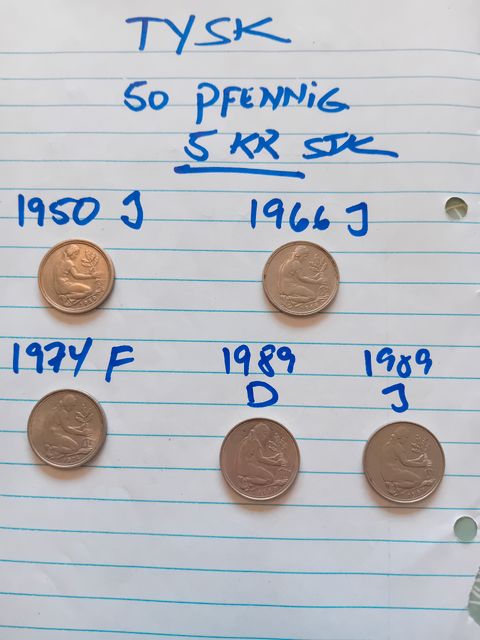 TYSK
50 PFENNiG
5 KR STK
1950 J
1966 J
1974 F
1989
D
1989
J